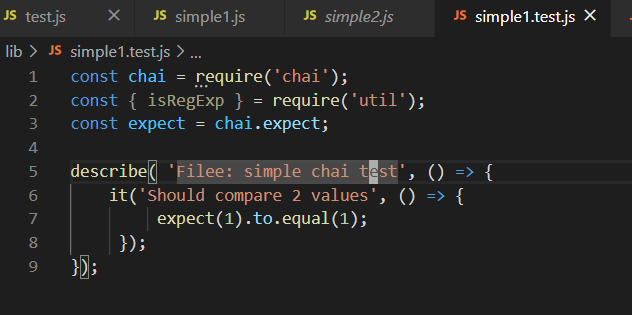 JS test.js × JS simple1.js JS simple2.js JS simple1.test.js ×
lib > JS simple1.test.js > ...
1 const chai = require('chai');
2 const { isRegExp } = require('util');
3 const expect = chai.expect;
4
5 describe( 'Filee: simple chai test', () => {
6 it('Should compare 2 values', () => {
7 expect(1).to.equal(1);
8 });
9 });